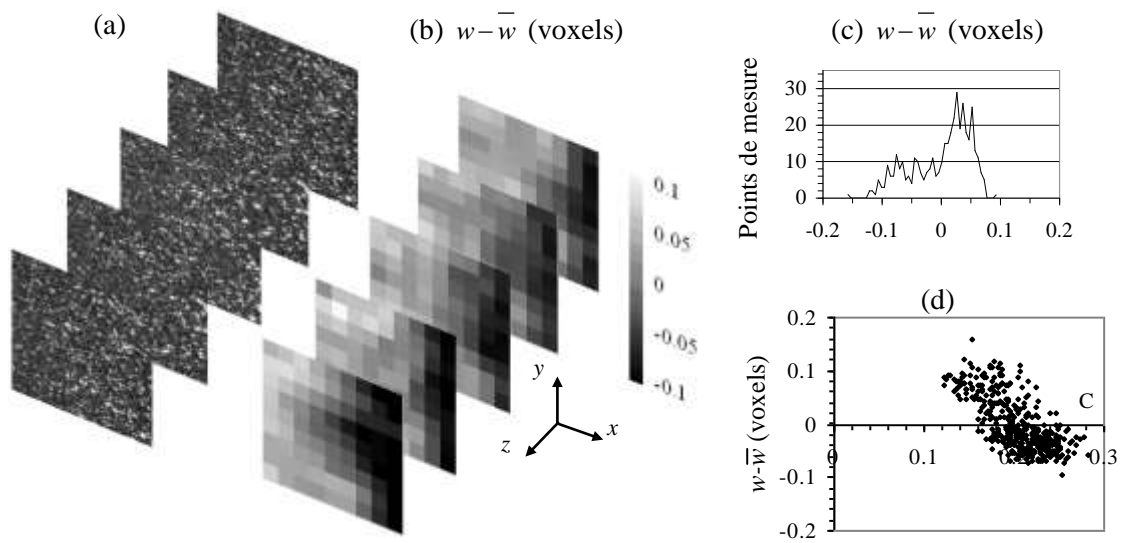 (a)
(b) w – w̅ (voxels)
0.1
0.05
0
-0.05
-0.1
y
x
z
(c) w – w̅ (voxels)
Points de mesure
30
20
10
0
-0.2 -0.1 0 0.1 0.2
(d)
w-w̅ (voxels)
0.2
0.1
0
-0.1
-0.2
C
0 0.1 0.2 0.3